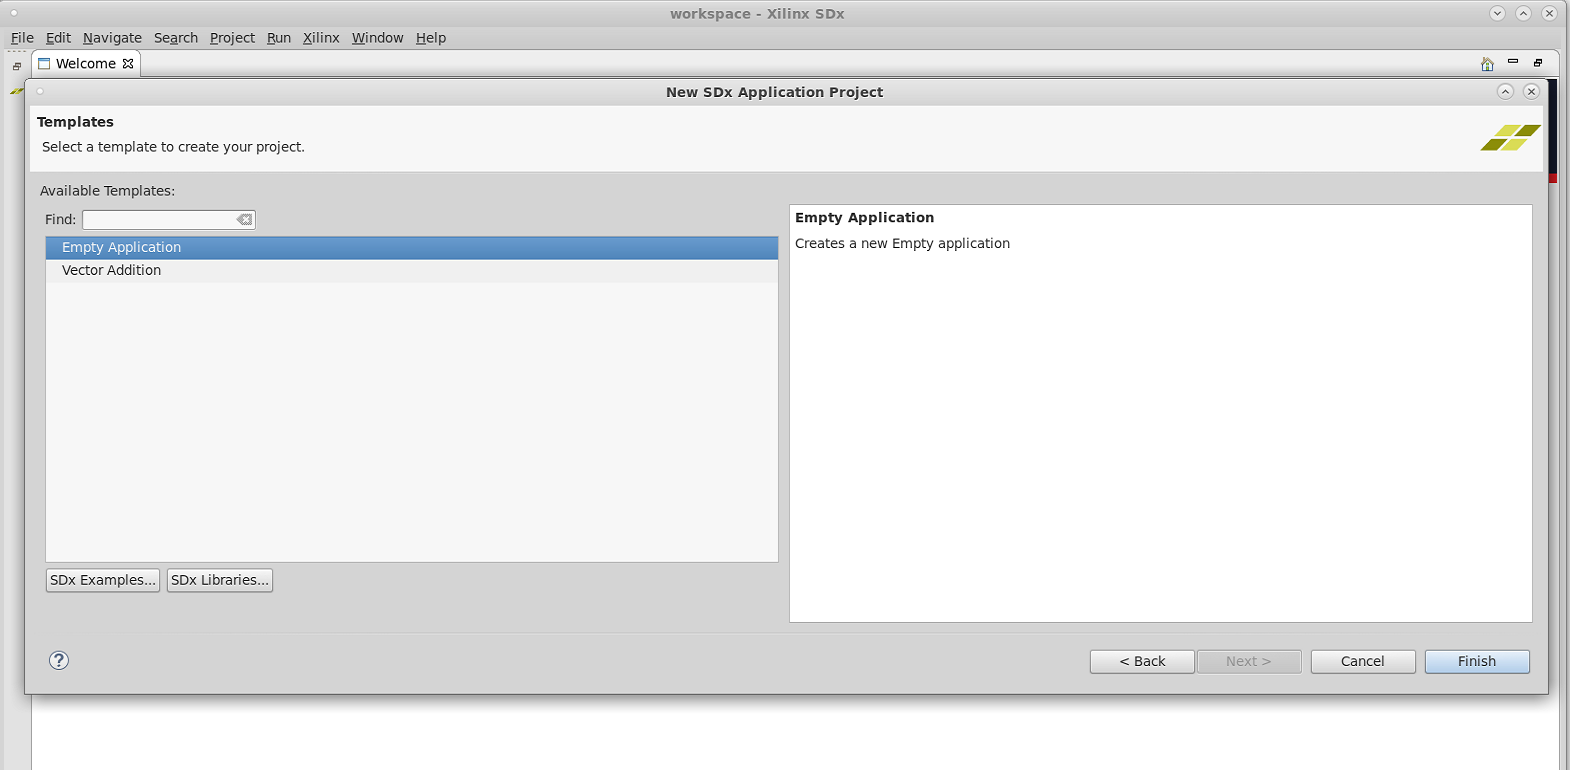 workspace - Xilinx SDx
File Edit Navigate Search Project Run Xilinx Window Help
Welcome
New SDx Application Project
Templates
Select a template to create your project.
Available Templates:
Find:
Empty Application
Vector Addition
Empty Application
Creates a new Empty application
SDx Examples... SDx Libraries...
? < Back Next > Cancel Finish